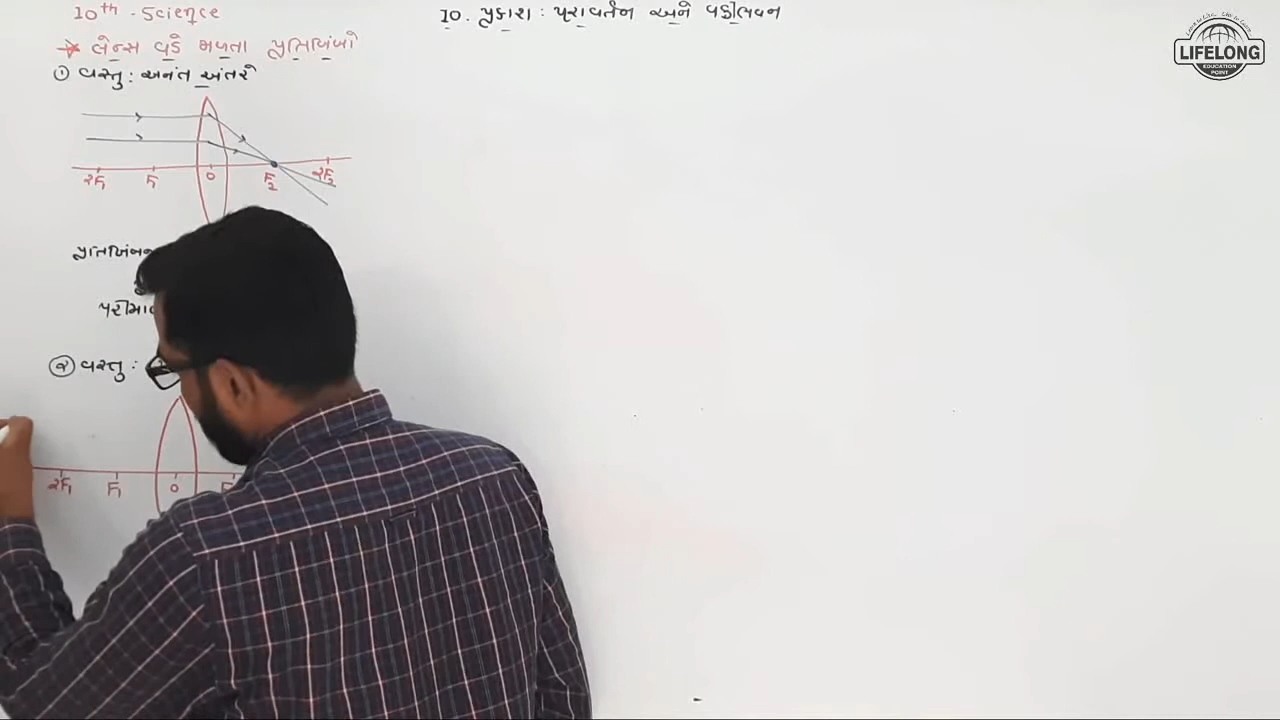 10th - Science
10. પ્રકાશ : પરાવર્તન અને વક્રીભવન
→ લેન્સ વડે મળતા પ્રતિબિંબો
① વસ્તુ : અનંત અંતરે
2F1 F1 O F2 2F2
② વસ્તુ :
2F1 F1 O
LIFELONG
EDUCATION
POINT